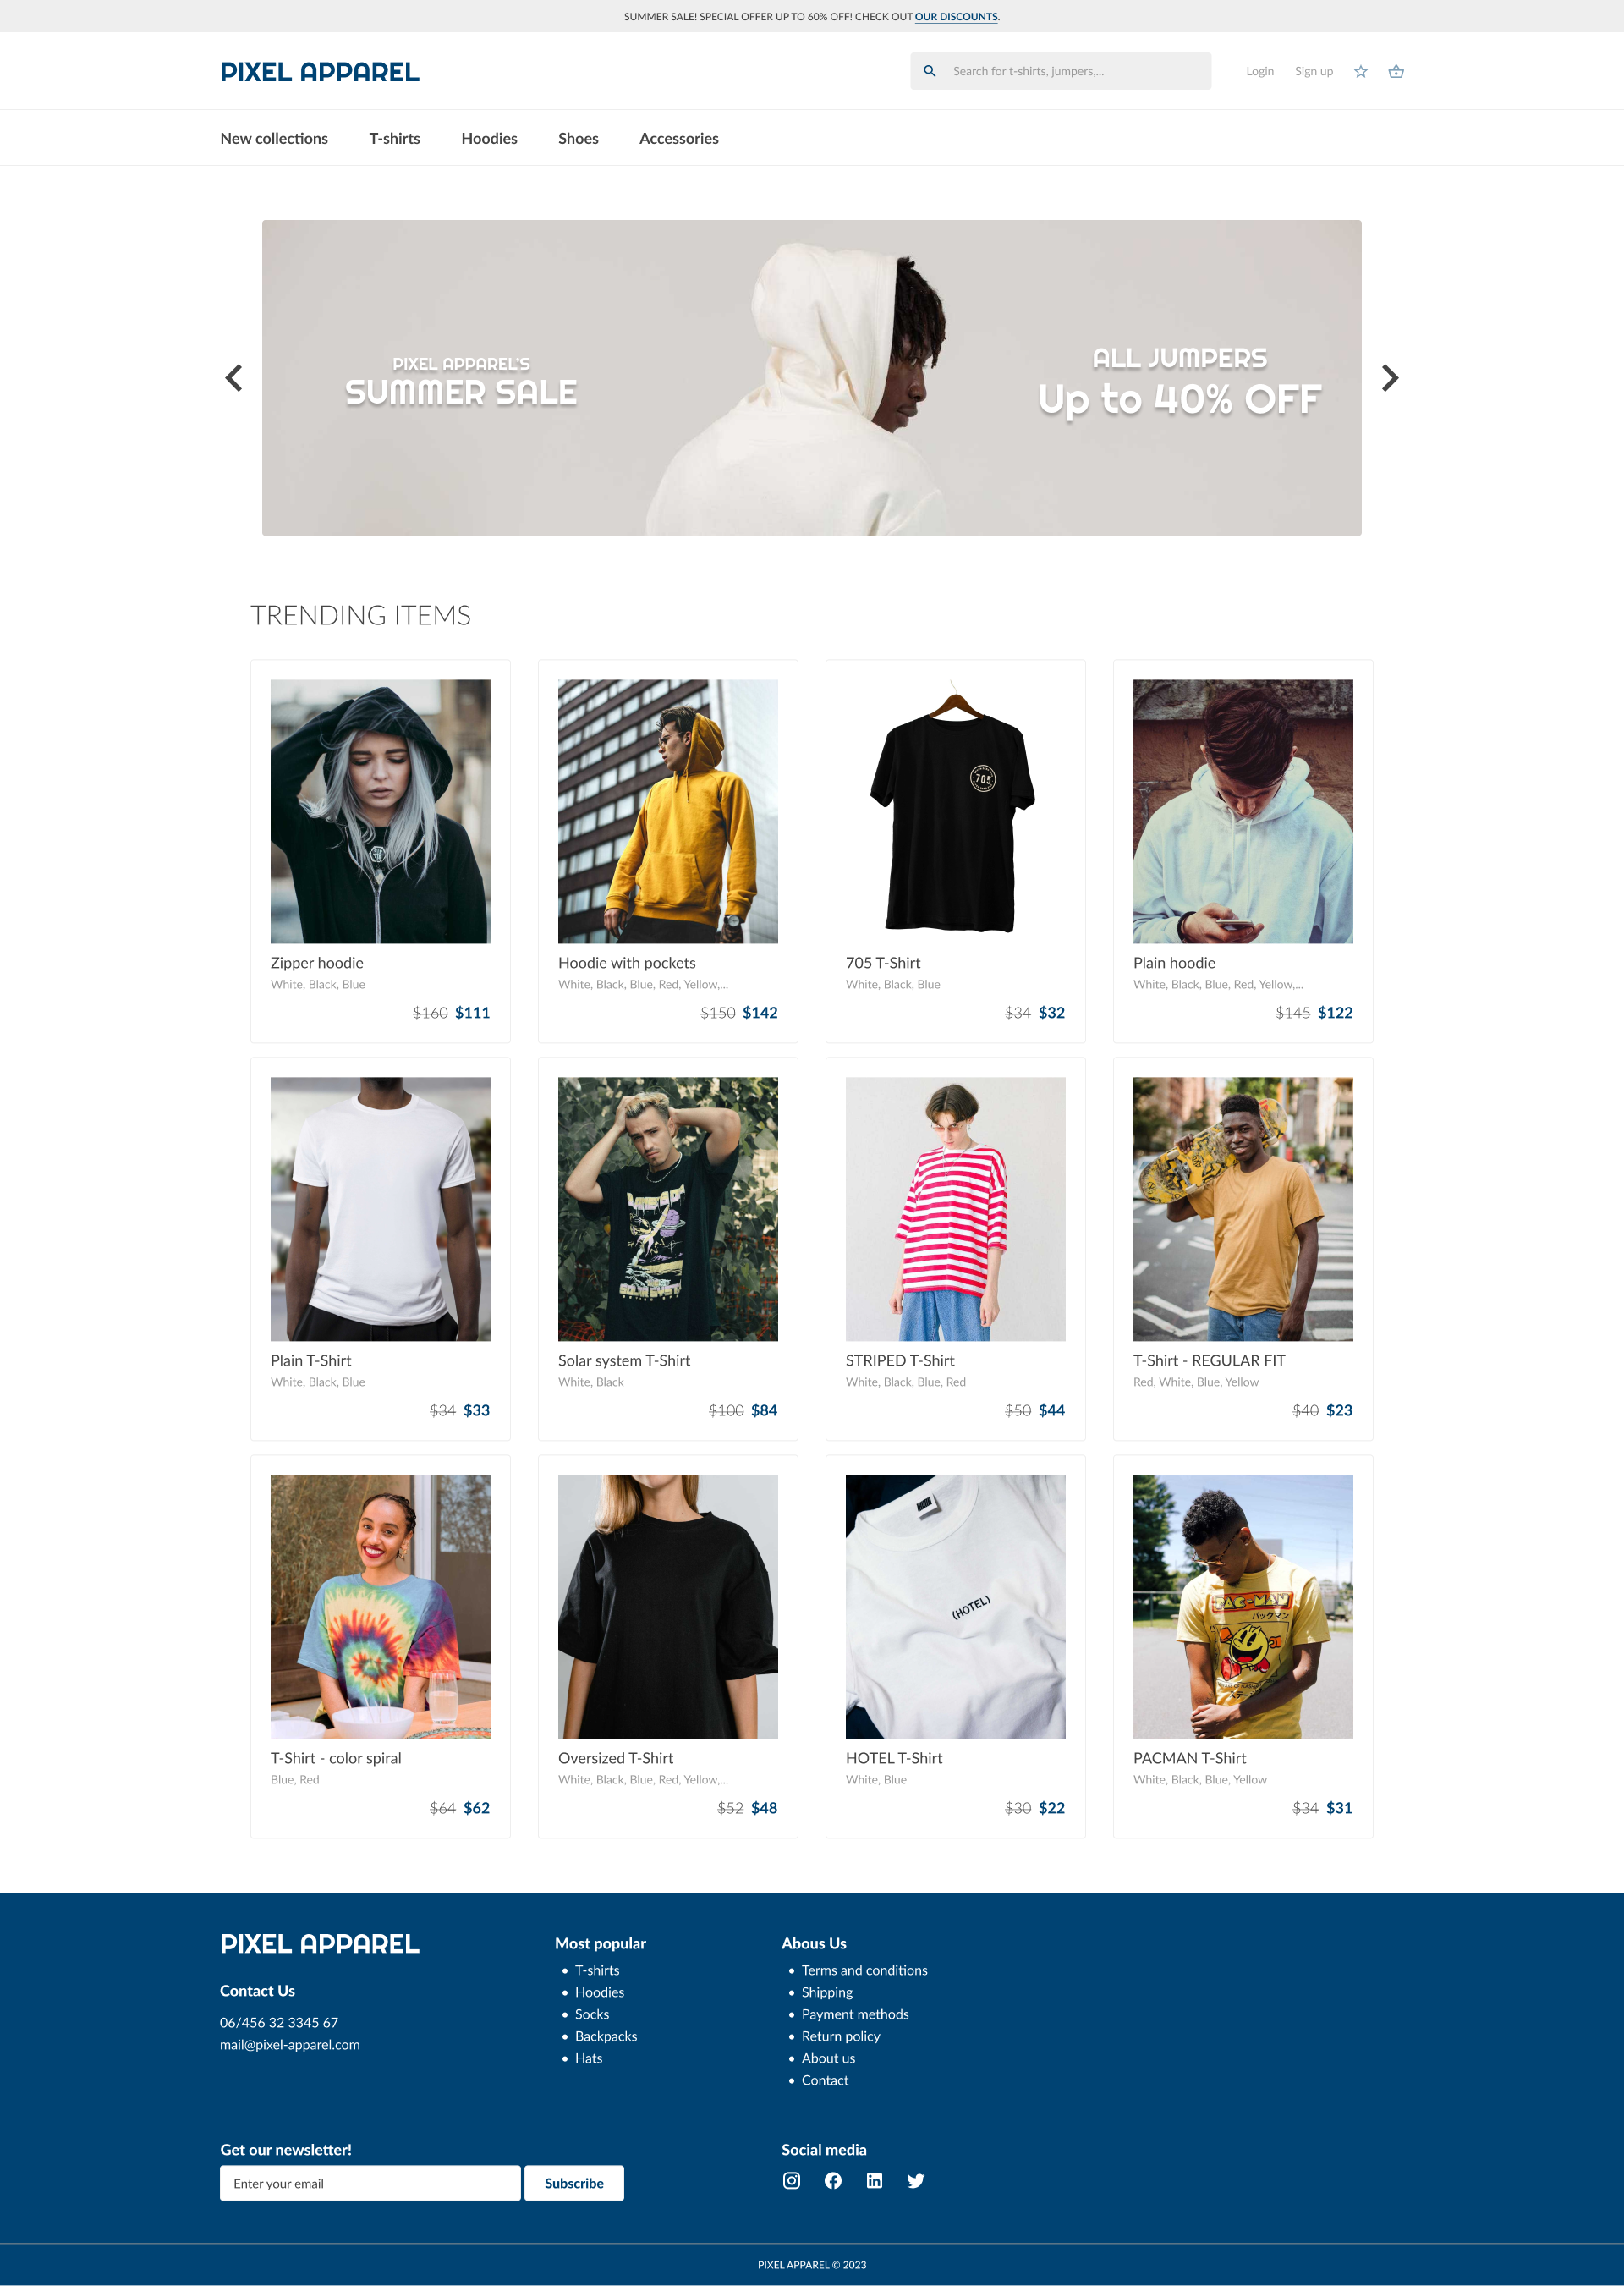 SUMMER SALE! SPECIAL OFFER UP TO 60% OFF! CHECK OUT OUR DISCOUNTS.
PIXEL APPAREL
Search for t-shirts, jumpers,...
Login
Sign up
New collections
T-shirts
Hoodies
Shoes
Accessories
PIXEL APPAREL'S
SUMMER SALE
ALL JUMPERS
Up to 40% OFF
TRENDING ITEMS
Zipper hoodie
White, Black, Blue
$160 $111
Hoodie with pockets
White, Black, Blue, Red, Yellow,...
$150 $142
705
705 T-Shirt
White, Black, Blue
$34 $32
Plain hoodie
White, Black, Blue, Red, Yellow,...
$145 $122
Plain T-Shirt
White, Black, Blue
$34 $33
Solar system T-Shirt
White, Black
$100 $84
STRIPED T-Shirt
White, Black, Blue, Red
$50 $44
T-Shirt - REGULAR FIT
Red, White, Blue, Yellow
$40 $23
T-Shirt - color spiral
Blue, Red
$64 $62
Oversized T-Shirt
White, Black, Blue, Red, Yellow,...
$52 $48
(HOTEL)
HOTEL T-Shirt
White, Blue
$30 $22
PAC-MAN
パックマン
PACMAN T-Shirt
White, Black, Blue, Yellow
$34 $31
PIXEL APPAREL
Contact Us
06/456 32 3345 67
mail@pixel-apparel.com
Most popular
• T-shirts
• Hoodies
• Socks
• Backpacks
• Hats
Abous Us
• Terms and conditions
• Shipping
• Payment methods
• Return policy
• About us
• Contact
Get our newsletter!
Enter your email
Subscribe
Social media
PIXEL APPAREL © 2023